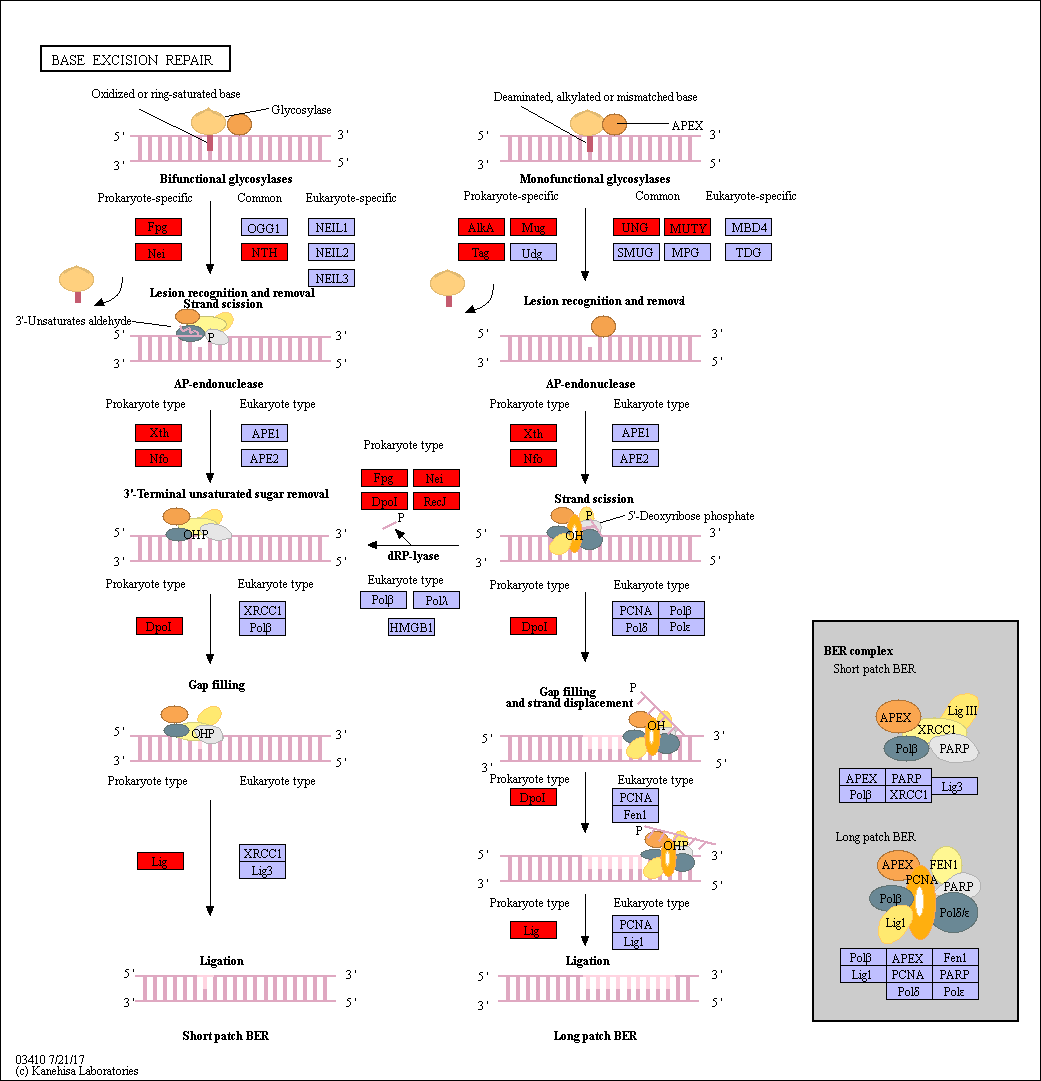 BASE EXCISION REPAIR
Oxidized or ring-saturated base
Glycosylase
5' 3'
3' 5'
Bifunctional glycosylases
Prokaryote-specific Common Eukaryote-specific
Fpg OGG1 NEIL1
Nei NTH NEIL2
NEIL3
Lesion recognition and removal
Strand scission
3'-Unsaturates aldehyde
P
5' 3'
3' 5'
AP-endonuclease
Prokaryote type Eukaryote type
Xth APE1
Nfo APE2
3'-Terminal unsaturated sugar removal
OHP
5' 3'
3' 5'
Prokaryote type Eukaryote type
XRCC1
DpoI Polβ
Gap filling
OHP
5' 3'
3' 5'
Prokaryote type Eukaryote type
Lig XRCC1
Lig3
Ligation
5' 3'
3' 5'
Short patch BER
Prokaryote type
Fpg Nei
DpoI RecJ
P
dRP-lyase
Eukaryote type
Polβ Polλ
HMGB1
Deaminated, alkylated or mismatched base
APEX
5' 3'
3' 5'
Monofunctional glycosylases
Prokaryote-specific Common Eukaryote-specific
AlkA Mug UNG MUTY MBD4
Tag Udg SMUG MPG TDG
Lesion recognition and removal
5' 3'
3' 5'
AP-endonuclease
Prokaryote type Eukaryote type
Xth APE1
Nfo APE2
Strand scission
P
5'-Deoxyribose phosphate
OH
5' 3'
3' 5'
Prokaryote type Eukaryote type
PCNA Polβ
DpoI Polδ Polε
Gap filling
and strand displacement
P
OH
5' 3'
3' 5'
Prokaryote type Eukaryote type
DpoI PCNA
Fen1
P
OHP
5' 3'
3' 5'
Prokaryote type Eukaryote type
Lig PCNA
Lig1
Ligation
5' 3'
3' 5'
Long patch BER
BER complex
Short patch BER
APEX Lig III
XRCC1
Polβ PARP
APEX PARP Lig3
Polβ XRCC1
Long patch BER
APEX FEN1
PCNA PARP
Polβ
Polδ/ε
Lig1
Polβ APEX Fen1
Lig1 PCNA PARP
Polδ Polε
03410 7/21/17
(c) Kanehisa Laboratories